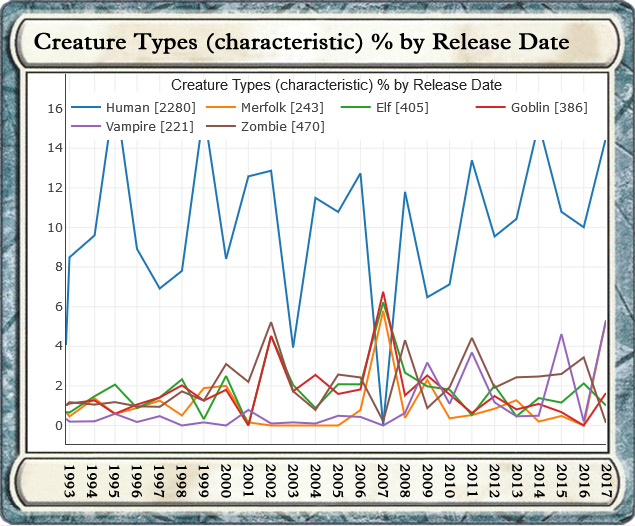 Creature Types (characteristic) % by Release Date
Creature Types (characteristic) % by Release Date
Human [2280] Merfolk [243] Elf [405] Goblin [386]
Vampire [221] Zombie [470]
16
14
12
10
8
6
4
2
0
1993 1994 1995 1996 1997 1998 1999 2000 2001 2002 2003 2004 2005 2006 2007 2008 2009 2010 2011 2012 2013 2014 2015 2016 2017